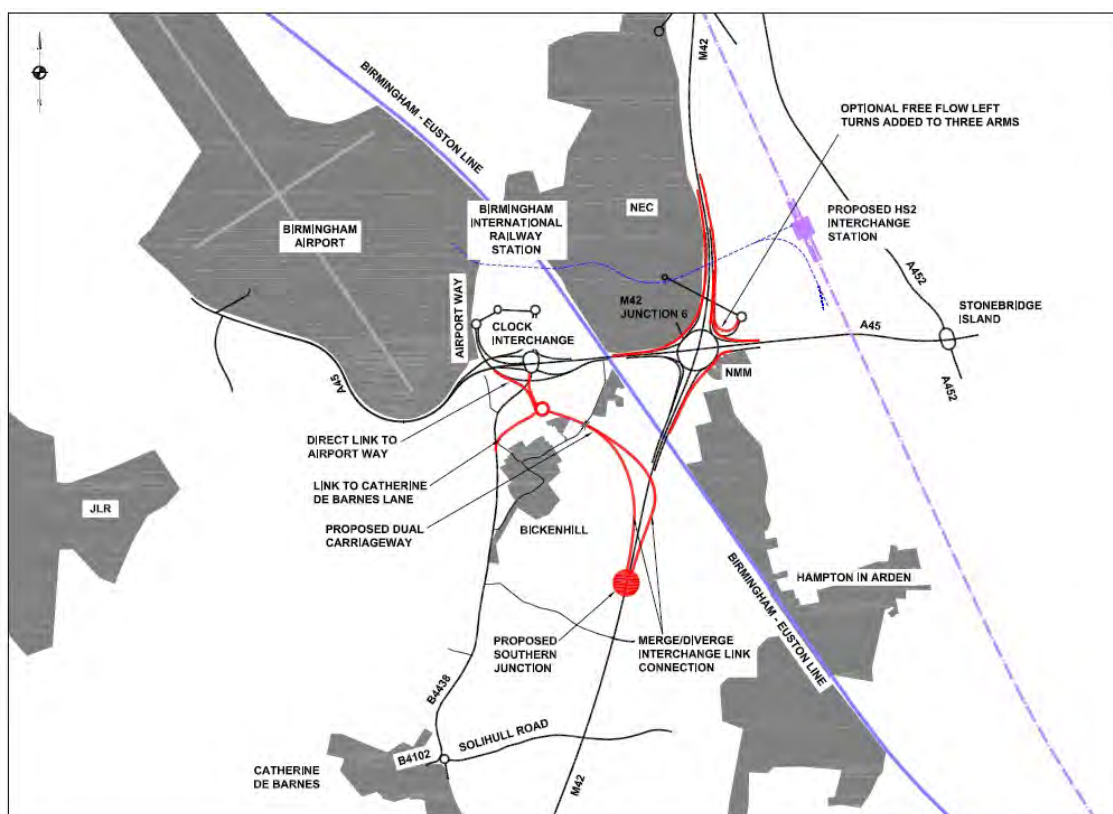 M42
OPTIONAL FREE FLOW LEFT
TURNS ADDED TO THREE ARMS
BIRMINGHAM - EUSTON LINE
NEC
BIRMINGHAM
INTERNATIONAL
RAILWAY
STATION
PROPOSED HS2
INTERCHANGE
STATION
BIRMINGHAM
AIRPORT
A452
AIRPORT WAY
M42
JUNCTION 6
STONEBRIDGE
ISLAND
CLOCK
INTERCHANGE
A45
A45
NMM
A452
DIRECT LINK TO
AIRPORT WAY
LINK TO CATHERINE
DE BARNES LANE
JLR
PROPOSED DUAL
CARRIAGEWAY
BICKENHILL
HAMPTON IN ARDEN
BIRMINGHAM - EUSTON LINE
PROPOSED
SOUTHERN
JUNCTION
MERGE/DIVERGE
INTERCHANGE LINK
CONNECTION
B4438
SOLIHULL ROAD
B4102
CATHERINE
DE BARNES
M42